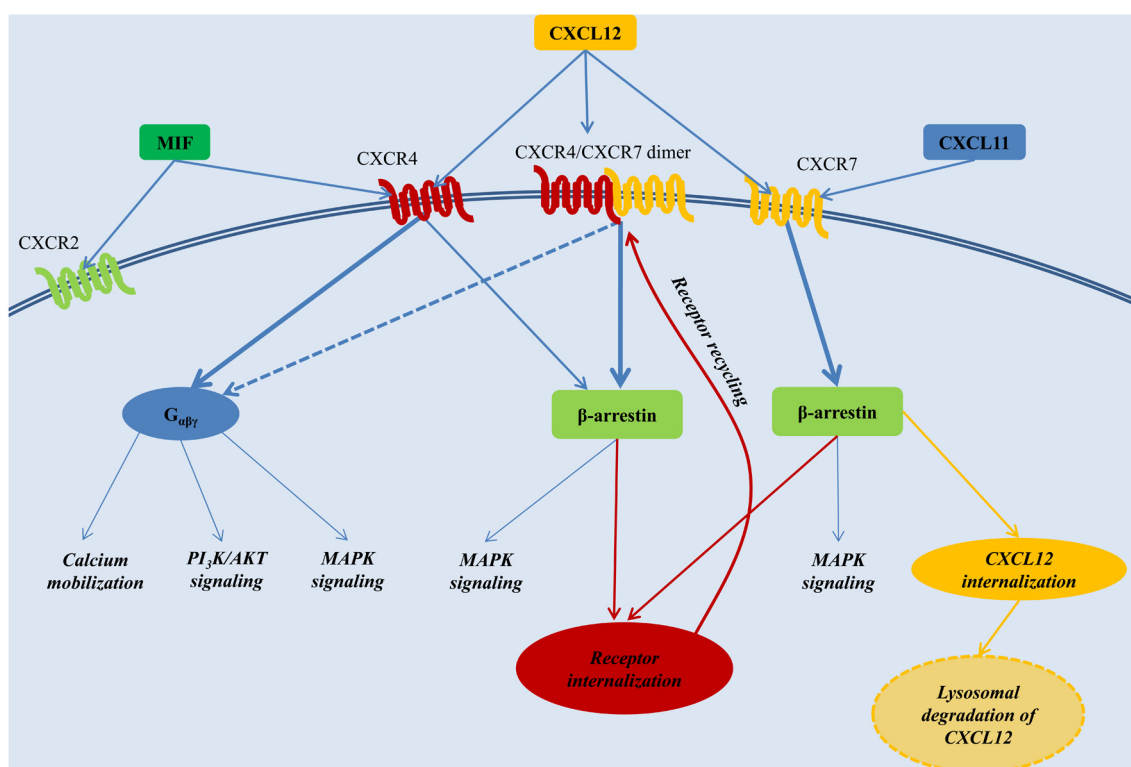 CXCL12
MIF
CXCR4
CXCR4/CXCR7 dimer
CXCR7
CXCL11
CXCR2
Receptor recycling
Gαβγ
β-arrestin
β-arrestin
Calcium
mobilization
PI₃K/AKT
signaling
MAPK
signaling
MAPK
signaling
MAPK
signaling
CXCL12
internalization
Receptor
internalization
Lysosomal
degradation of
CXCL12